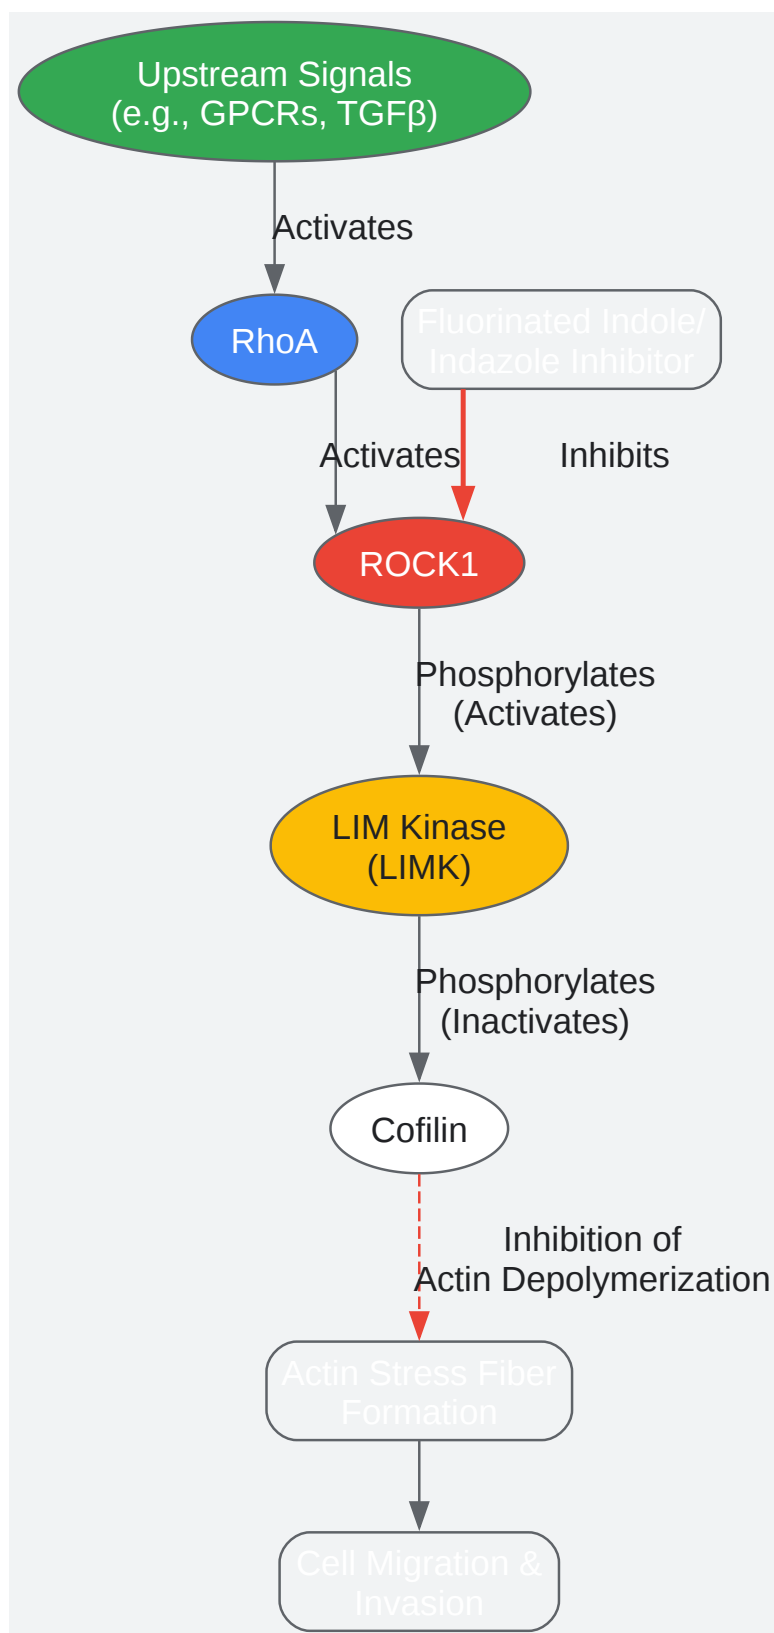 Upstream Signals
(e.g., GPCRs, TGFβ)
Activates
RhoA
Fluorinated Indole/
Indazole Inhibitor
Activates
Inhibits
ROCK1
Phosphorylates
(Activates)
LIM Kinase
(LIMK)
Phosphorylates
(Inactivates)
Cofilin
Inhibition of
Actin Depolymerization
Actin Stress Fiber
Formation
Cell Migration &
Invasion